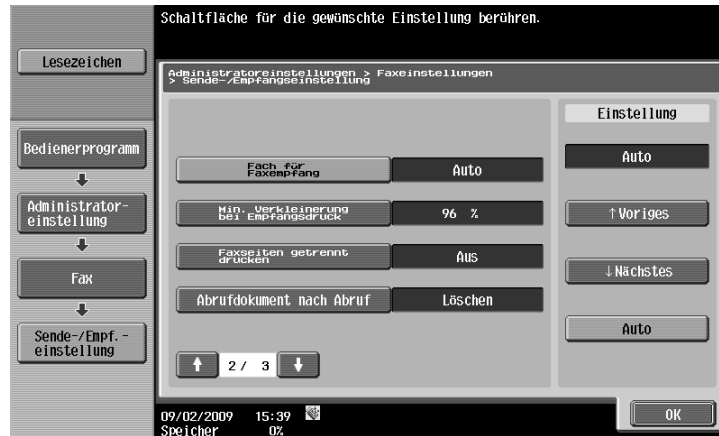 Schaltfläche für die gewünschte Einstellung berühren.
Lesezeichen
Administratoreinstellungen > Faxeinstellungen
> Sende-/Empfangseinstellung
Bedienerprogramm
Administrator-
einstellung
Fax
Sende-/Empf.-
einstellung
Fach für
Faxempfang
Auto
Min. Verkleinerung
bei Empfangsdruck
96 %
Faxseiten getrennt
drucken
Aus
Abrufdokument nach Abruf
Löschen
↑ 2/ 3 ↓
Einstellung
Auto
↑Voriges
↓Nächstes
Auto
09/02/2009 15:39
Speicher 0%
OK